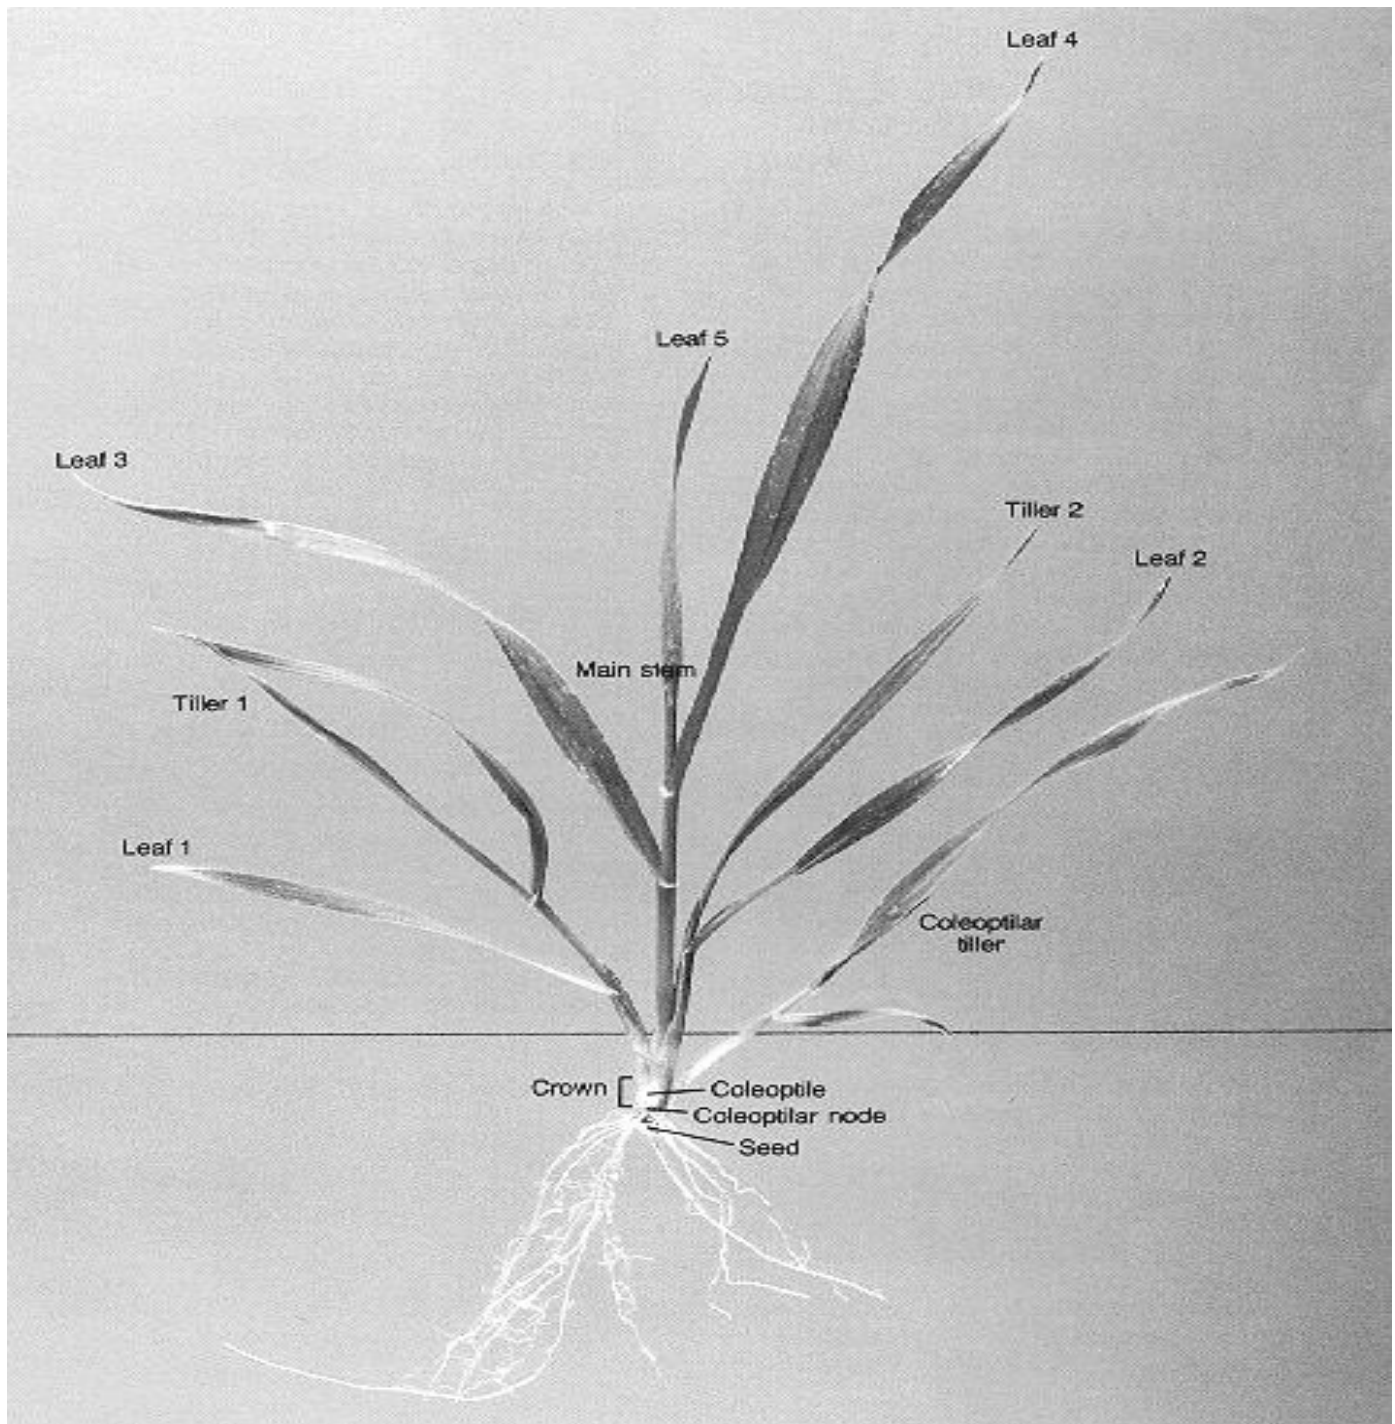 Leaf 4
Leaf 5
Leaf 3
Tiller 2
Leaf 2
Main stem
Tiller 1
Leaf 1
Coleoptilar
tiller
Crown
Coleoptile
Coleoptilar node
Seed